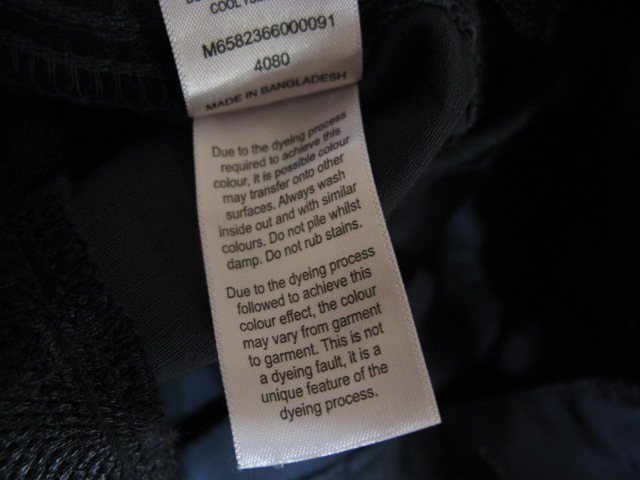 COOL
M6582366000091
4080
MADE IN BANGLADESH
Due to the dyeing process
required to achieve this
colour, it is possible colour
may transfer onto other
surfaces. Always wash
inside out and with similar
colours. Do not pile whilst
damp. Do not rub stains.
Due to the dyeing process
followed to achieve this
colour effect, the colour
may vary from garment
to garment. This is not
a dyeing fault, it is a
unique feature of the
dyeing process.